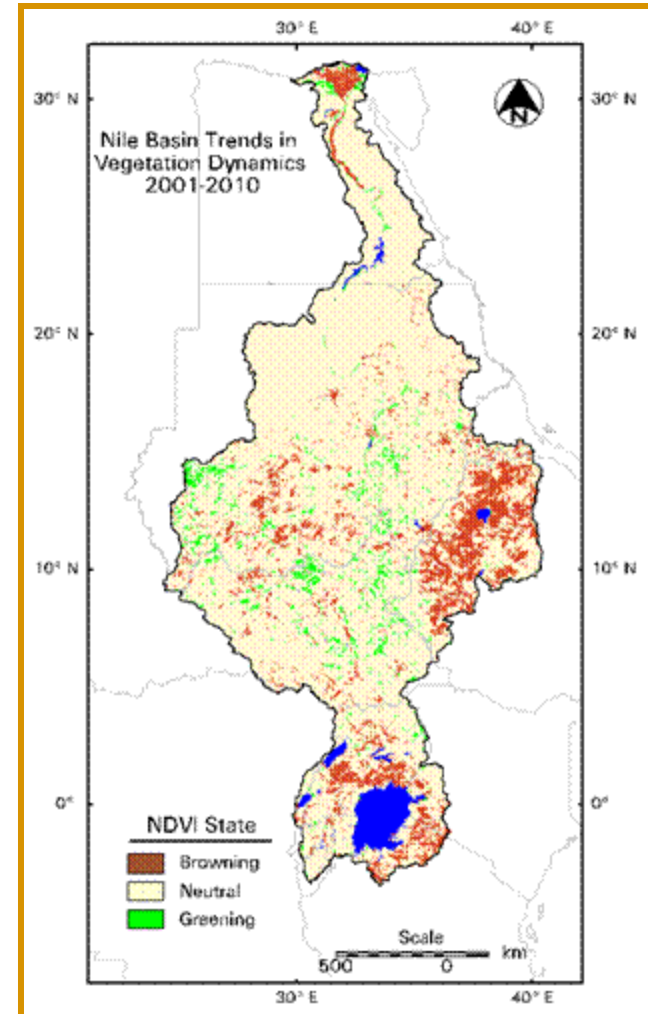 30° E 40° E
30° N 30° N
N
Nile Basin Trends in
Vegetation Dynamics
2001-2010
20° N 20° N
10° N 10° N
0° 0°
NDVI State
Browning
Neutral
Greening
Scale
km
500 0
30° E 40° E